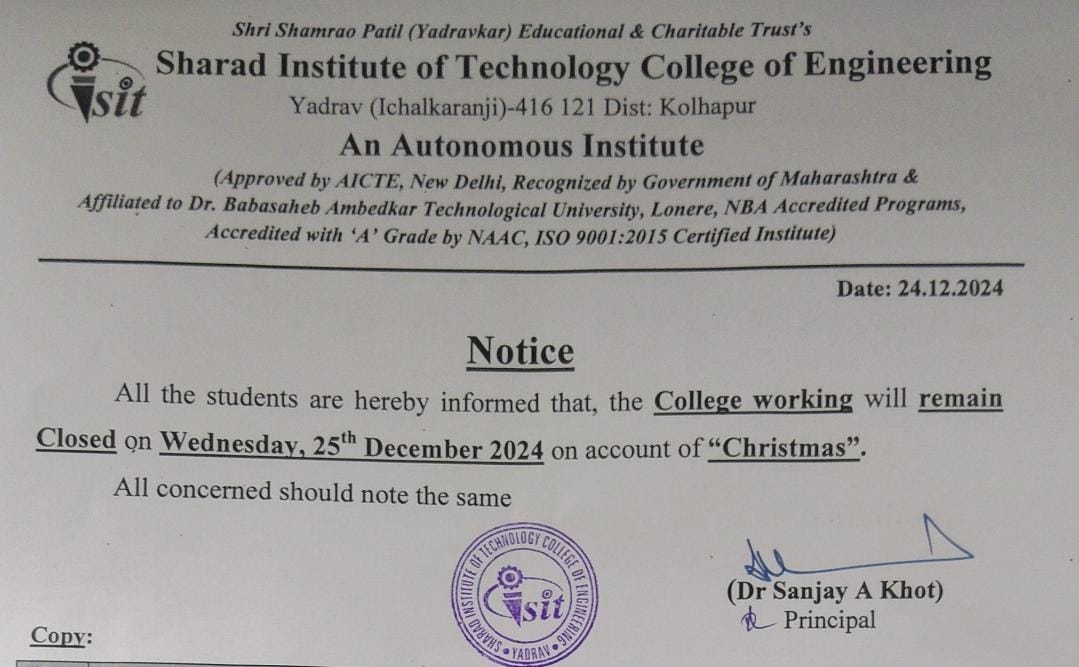 Shri Shamrao Patil (Yadravkar) Educational & Charitable Trust's
Sharad Institute of Technology College of Engineering
sit
Yadrav (Ichalkaranji)-416 121 Dist: Kolhapur
An Autonomous Institute
(Approved by AICTE, New Delhi, Recognized by Government of Maharashtra &
Affiliated to Dr. Babasaheb Ambedkar Technological University, Lonere, NBA Accredited Programs,
Accredited with ‘A’ Grade by NAAC, ISO 9001:2015 Certified Institute)
Date: 24.12.2024
Notice
All the students are hereby informed that, the College working will remain
Closed on Wednesday, 25th December 2024 on account of “Christmas”.
All concerned should note the same
SHARAD INSTITUTE OF TECHNOLOGY COLLEGE OF ENGINEERING
sit
YADRAV
(Dr Sanjay A Khot)
Principal
Copy: